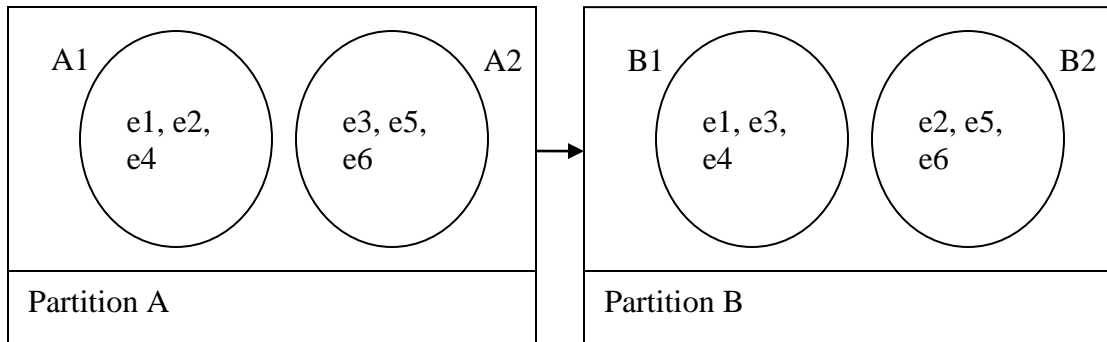 A1
e1, e2,
e4
A2
e3, e5,
e6
Partition A
B1
e1, e3,
e4
B2
e2, e5,
e6
Partition B